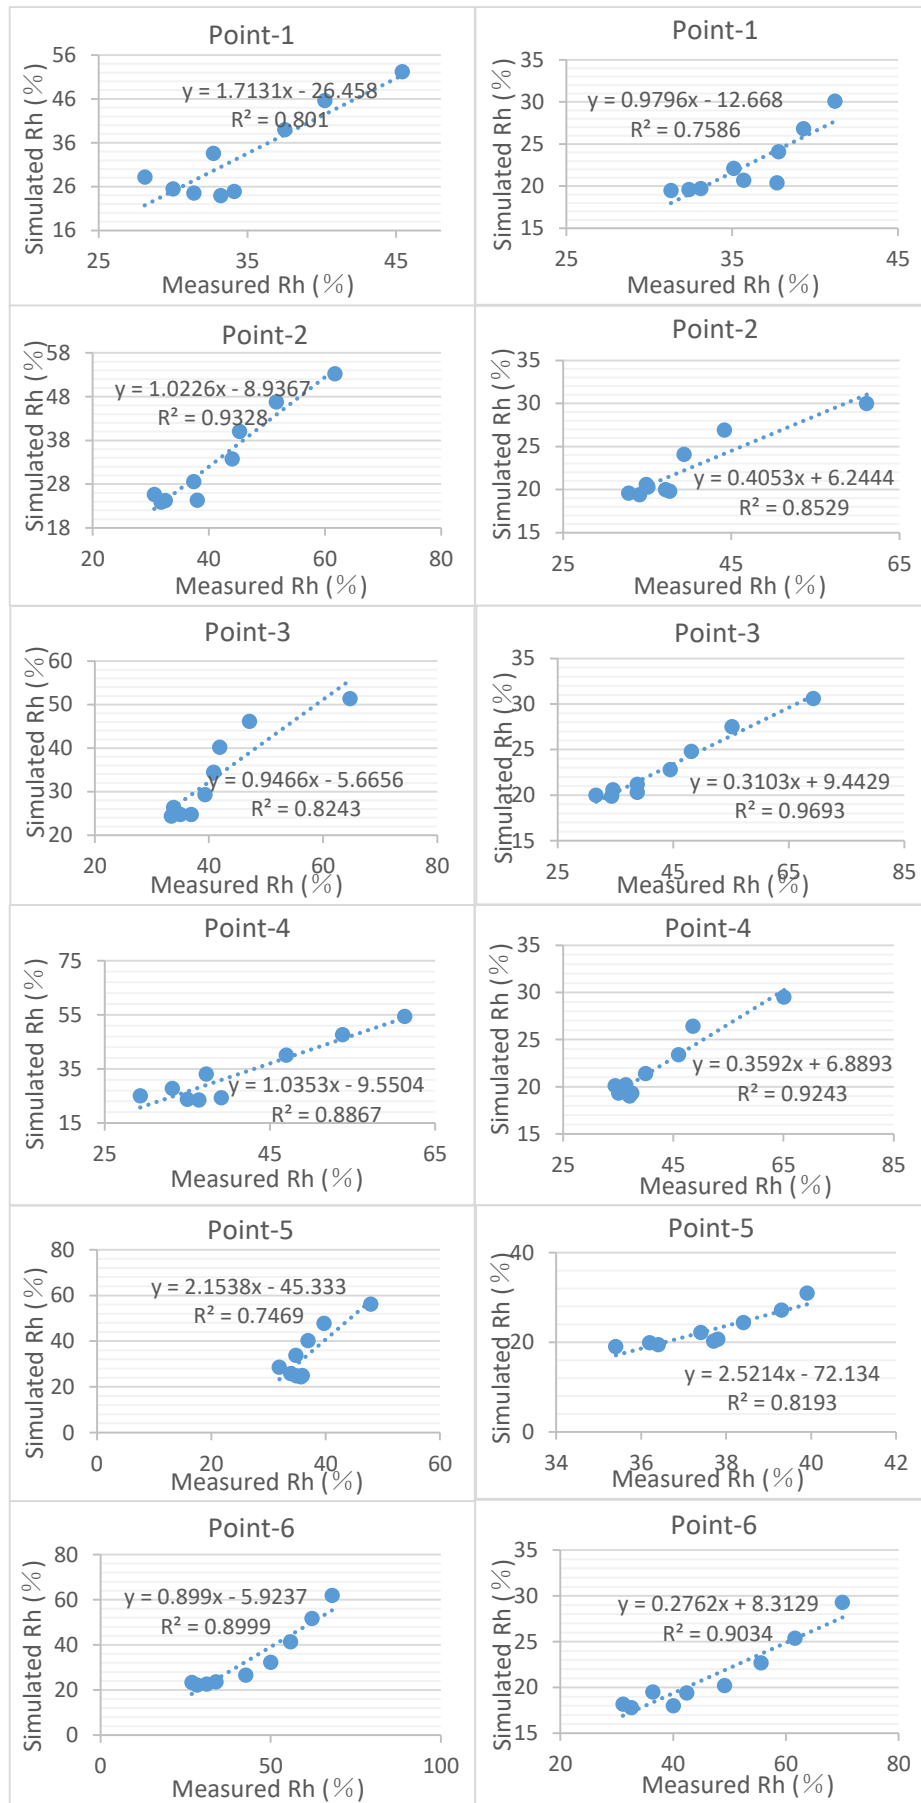 Point-1
Simulated Rh (%)
56
46
36
26
16
y = 1.7131x - 26.458
R² = 0.801
25
35
45
Measured Rh (%)
Point-1
Simulated Rh (%)
35
30
25
20
15
y = 0.9796x - 12.668
R² = 0.7586
25
35
45
Measured Rh (%)
Point-2
Simulated Rh (%)
58
48
38
28
18
y = 1.0226x - 8.9367
R² = 0.9328
20
40
60
80
Measured Rh (%)
Point-2
Simulated Rh (%)
35
30
25
20
15
y = 0.4053x + 6.2444
R² = 0.8529
25
45
65
Measured Rh (%)
Point-3
Simulated Rh (%)
60
50
40
30
20
y = 0.9466x - 5.6656
R² = 0.8243
20
40
60
80
Measured Rh (%)
Point-3
Simulated Rh (%)
35
30
25
20
15
y = 0.3103x + 9.4429
R² = 0.9693
25
45
65
85
Measured Rh (%)
Point-4
Simulated Rh (%)
75
55
35
15
y = 1.0353x - 9.5504
R² = 0.8867
25
45
65
Measured Rh (%)
Point-4
Simulated Rh (%)
35
30
25
20
15
y = 0.3592x + 6.8893
R² = 0.9243
25
45
65
85
Measured Rh (%)
Point-5
Simulated Rh (%)
80
60
40
20
0
y = 2.1538x - 45.333
R² = 0.7469
0
20
40
60
Measured Rh (%)
Point-5
Simulated Rh (%)
40
20
0
y = 2.5214x - 72.134
R² = 0.8193
34
36
38
40
42
Measured Rh (%)
Point-6
Simulated Rh (%)
80
60
40
20
0
y = 0.899x - 5.9237
R² = 0.8999
0
50
100
Measured Rh (%)
Point-6
Simulated Rh (%)
35
30
25
20
15
y = 0.2762x + 8.3129
R² = 0.9034
20
40
60
80
Measured Rh (%)